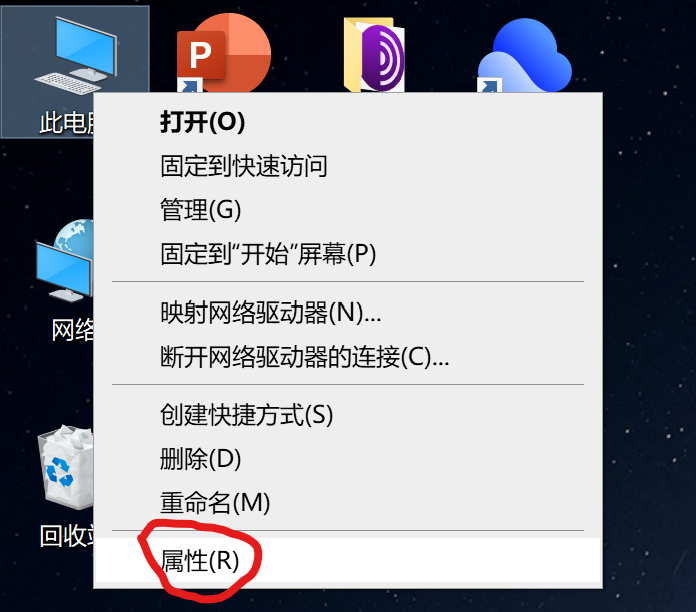 P
此电脑
打开(O)
固定到快速访问
管理(G)
固定到“开始”屏幕(P)
映射网络驱动器(N)...
断开网络驱动器的连接(C)...
网络
创建快捷方式(S)
删除(D)
重命名(M)
回收站
属性(R)